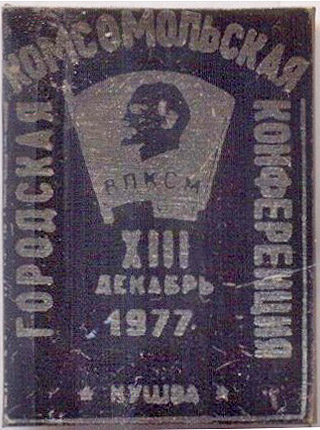 ГОРОДСКАЯ
КОМСОМОЛЬСКАЯ
КОНФЕРЕНЦИЯ
ВЛКСМ
XIII
ДЕКАБРЬ
1977
★ КУШВА ★